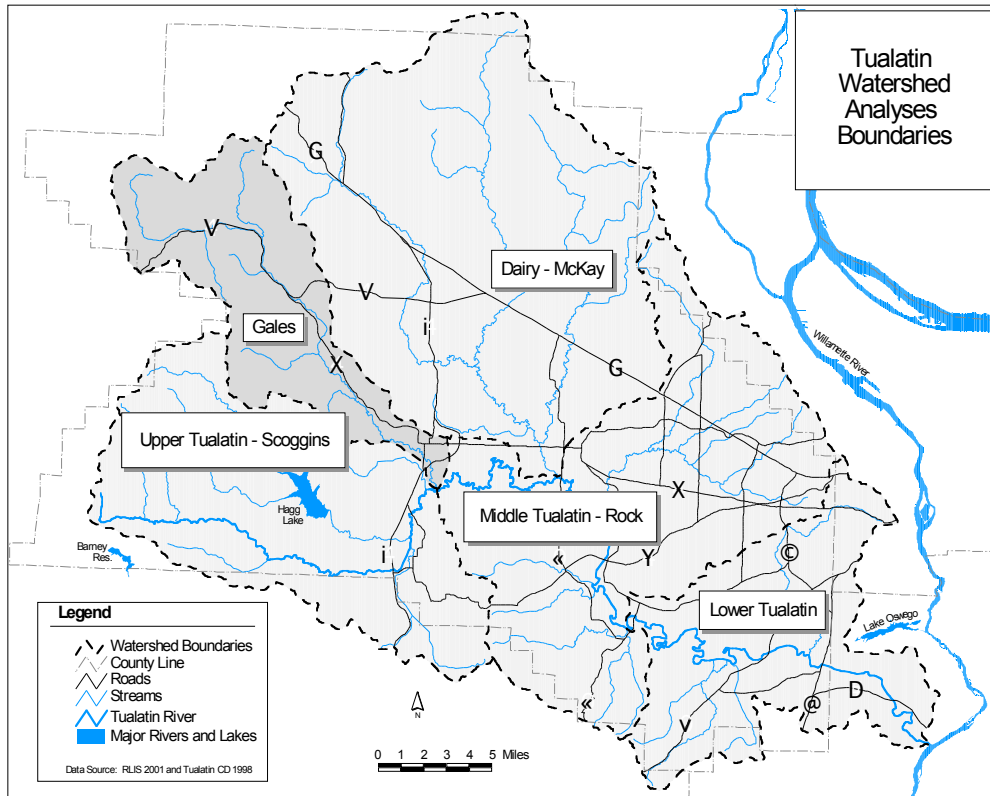 Tualatin
Watershed
Analyses
Boundaries
G
V
Dairy - McKay
V
Gales
i
Willamette River
X
G
Upper Tualatin - Scoggins
X
Hagg
Lake
Middle Tualatin - Rock
Barney
Res.
i
«
Y
©
Lower Tualatin
Lake Oswego
Legend
Watershed Boundaries
County Line
Roads
Streams
Tualatin River
Major Rivers and Lakes
Data Source: RLIS 2001 and Tualatin CD 1998
N
0 1 2 3 4 5 Miles
«
v
@
D